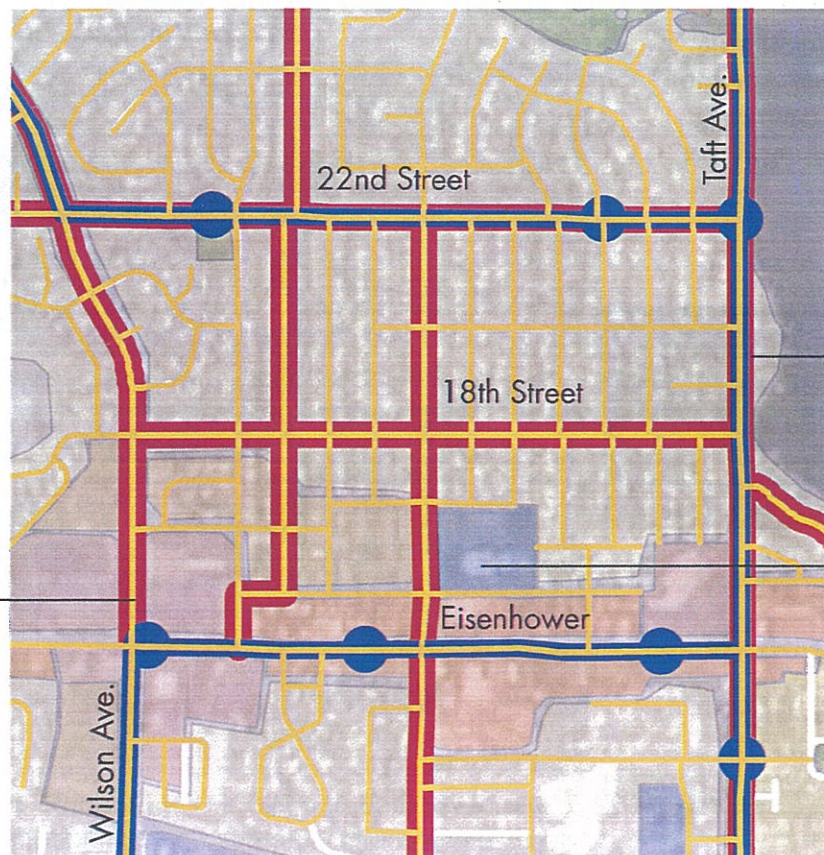 Taft Ave.
22nd Street
18th Street
Eisenhower
Wilson Ave.